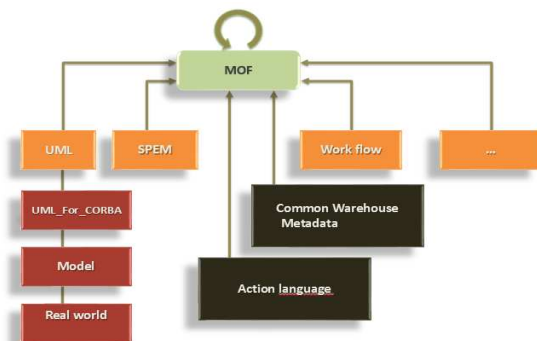 MOF
UML
SPEM
Work flow
...
UML_For_CORBA
Common Warehouse
Metadata
Model
Action language
Real world